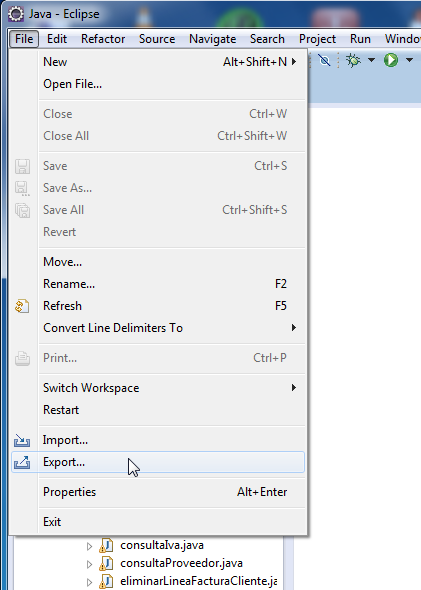 Java - Eclipse
File Edit Refactor Source Navigate Search Project Run Windo
New Alt+Shift+N
Open File...
Close Ctrl+W
Close All Ctrl+Shift+W
Save Ctrl+S
Save As...
Save All Ctrl+Shift+S
Revert
Move...
Rename... F2
Refresh F5
Convert Line Delimiters To
Print... Ctrl+P
Switch Workspace
Restart
Import...
Export...
Properties Alt+Enter
Exit
consultaIva.java
consultaProveedor.java
eliminarLineaFacturaCliente.ja